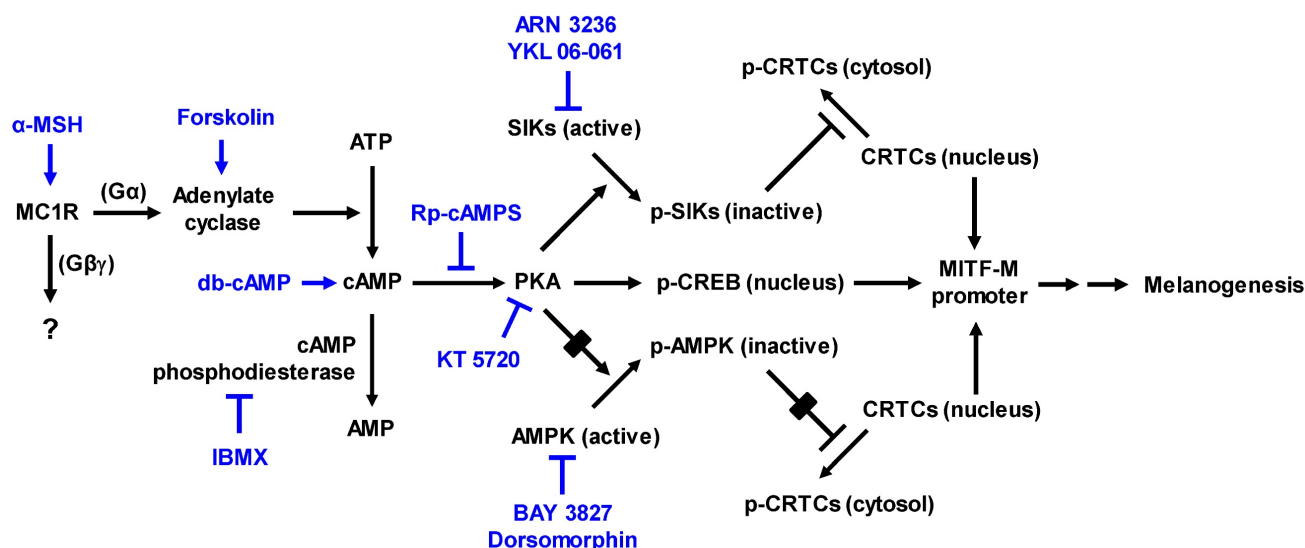 ARN 3236
YKL 06-061
p-CRTCs (cytosol)
α-MSH
Forskolin
ATP
SIKs (active)
CRTCs (nucleus)
MC1R
(Gα)
Adenylate
cyclase
Rp-cAMPS
p-SIKs (inactive)
(Gβγ)
db-cAMP
cAMP
PKA
p-CREB (nucleus)
MITF-M
promoter
Melanogenesis
?
cAMP
phosphodiesterase
KT 5720
p-AMPK (inactive)
CRTCs (nucleus)
AMP
AMPK (active)
IBMX
p-CRTCs (cytosol)
BAY 3827
Dorsomorphin